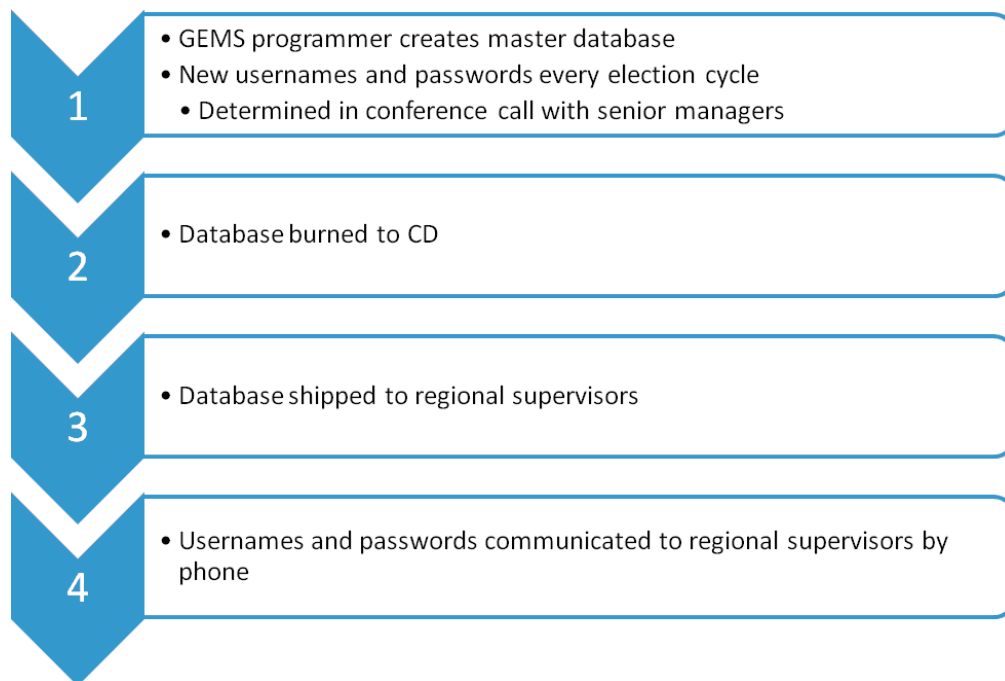 1
• GEMS programmer creates master database
• New usernames and passwords every election cycle
• Determined in conference call with senior managers
2
• Database burned to CD
3
• Database shipped to regional supervisors
4
• Usernames and passwords communicated to regional supervisors by
phone